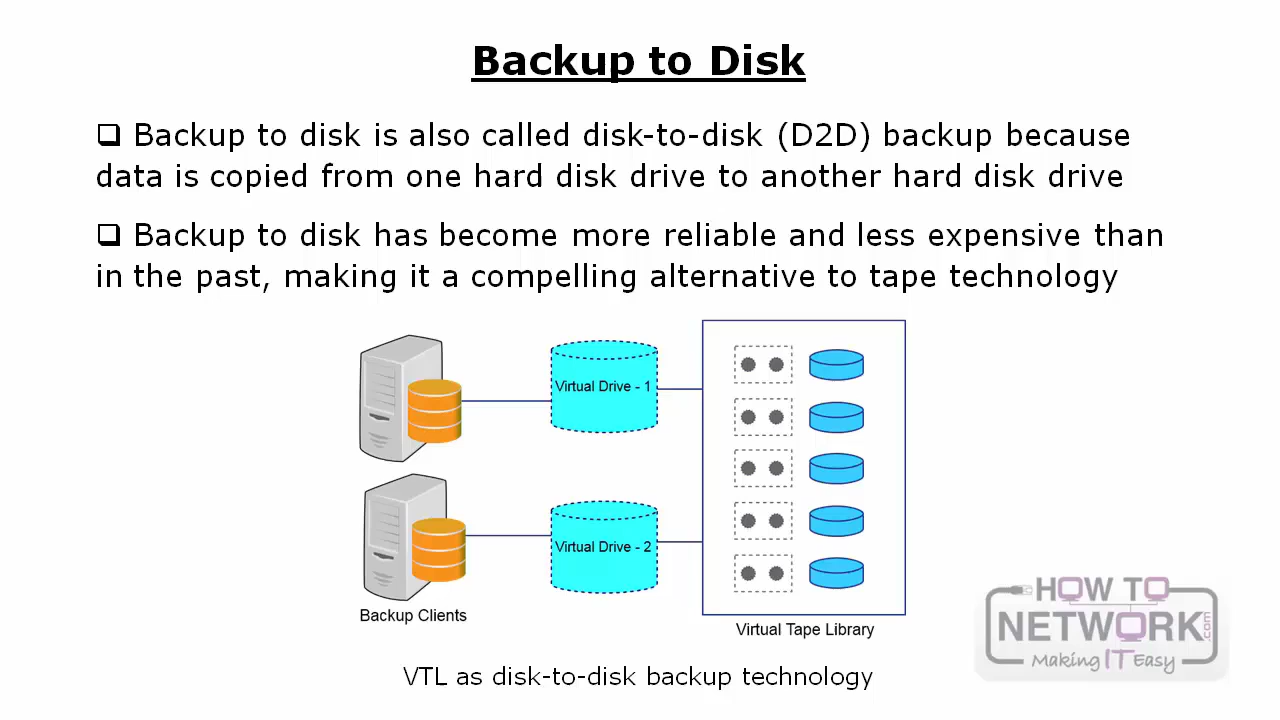 Backup to Disk
❑ Backup to disk is also called disk-to-disk (D2D) backup because
data is copied from one hard disk drive to another hard disk drive
❑ Backup to disk has become more reliable and less expensive than
in the past, making it a compelling alternative to tape technology
Virtual Drive - 1
Virtual Drive - 2
Backup Clients
Virtual Tape Library
VTL as disk-to-disk backup technology
HOW TO
NETWORK.com
Making IT Easy